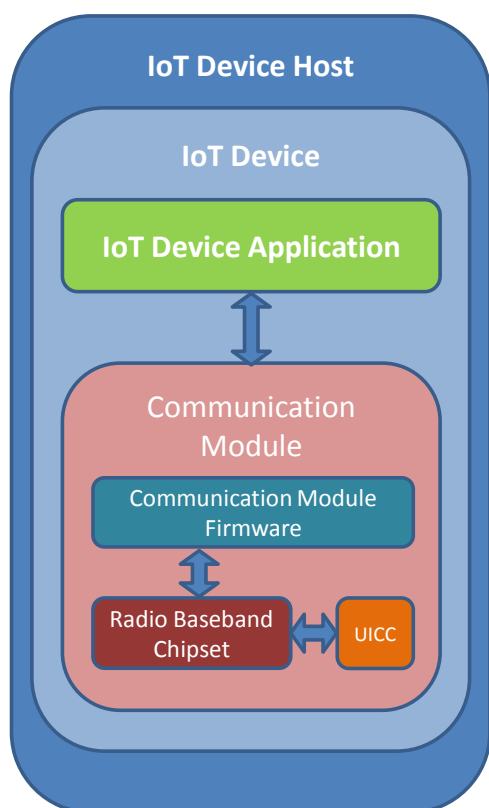 IoT Device Host
IoT Device
IoT Device Application
Communication
Module
Communication Module
Firmware
Radio Baseband
Chipset
UICC